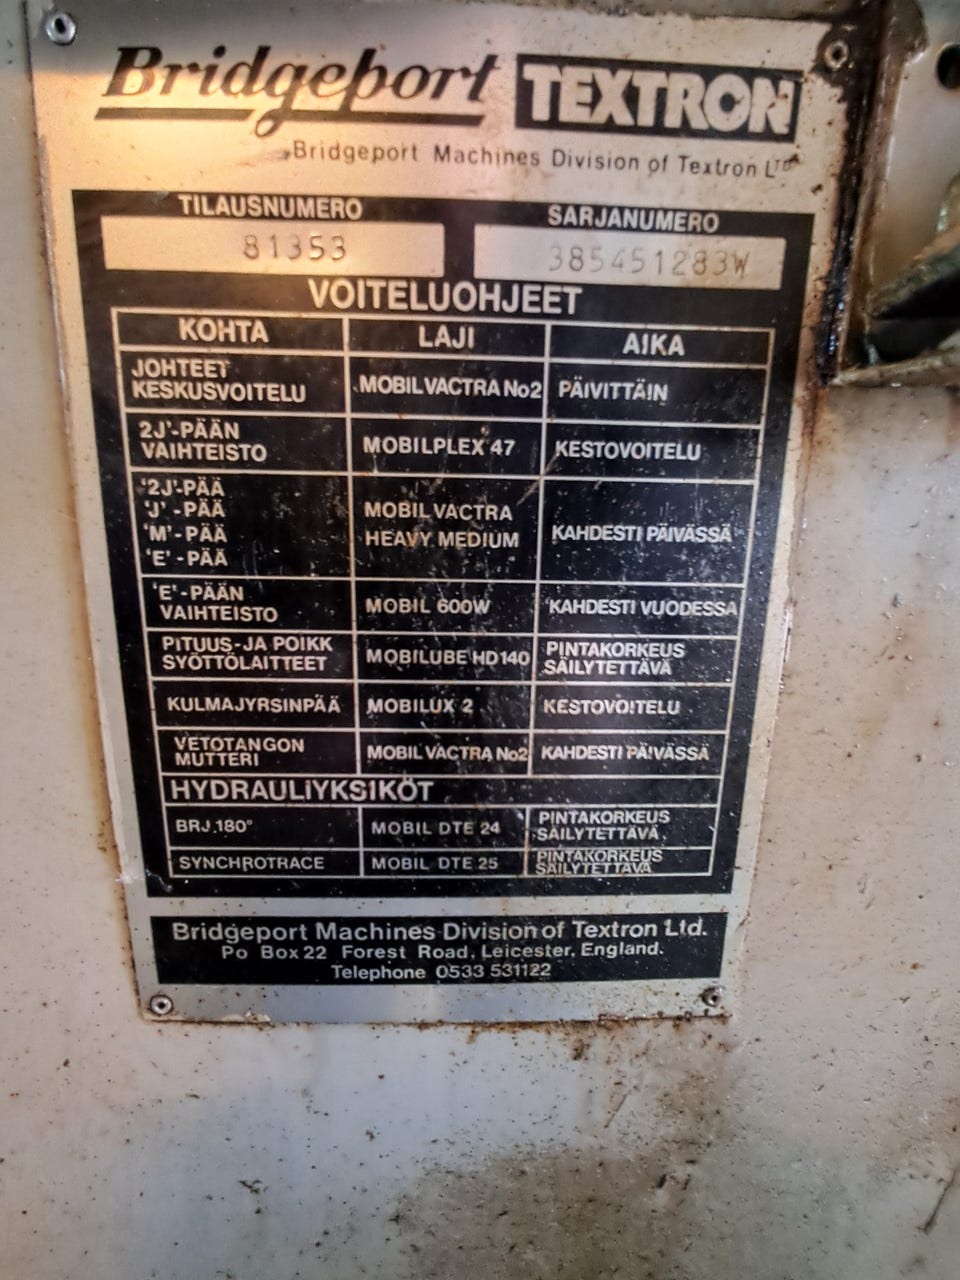 Bridgeport TEXTRON
Bridgeport Machines Division of Textron LTD
TILAUSNUMERO SARJANUMERO
81353 385451283W
VOITELUOHJEET
KOHTA LAJI AIKA
JOHTEET
KESKUSVOITELU MOBIL VACTRA No2 PÄIVITTÄIN
2J'-PÄÄN
VAIHTEISTO MOBILPLEX 47 KESTOVOITELU
'2J'-PÄÄ
'J'-PÄÄ
'M'-PÄÄ
'E'-PÄÄ
MOBIL VACTRA
HEAVY MEDIUM KAHDESTI PÄIVÄSSÄ
'E'-PÄÄN
VAIHTEISTO MOBIL 600W KAHDESTI VUODESSA
PITUUS-JA POIKK
SYÖTTÖLAITTEET MOBILUBE HD140 PINTAKORKEUS
SÄILYTETTÄVÄ
KULMAJYRSINPÄÄ MOBILUX 2 KESTOVOITELU
VETOTANGON
MUTTERI MOBIL VACTRA No2 KAHDESTI PÄIVÄSSÄ
HYDRAULIYKSIKÖT
BRJ.180° MOBIL DTE 24 PINTAKORKEUS
SÄILYTETTÄVÄ
SYNCHROTRACE MOBIL DTE 25 PINTAKORKEUS
SÄILYTETTÄVÄ
Bridgeport Machines Division of Textron Ltd.
Po Box 22 Forest Road, Leicester, England.
Telephone 0533 531122